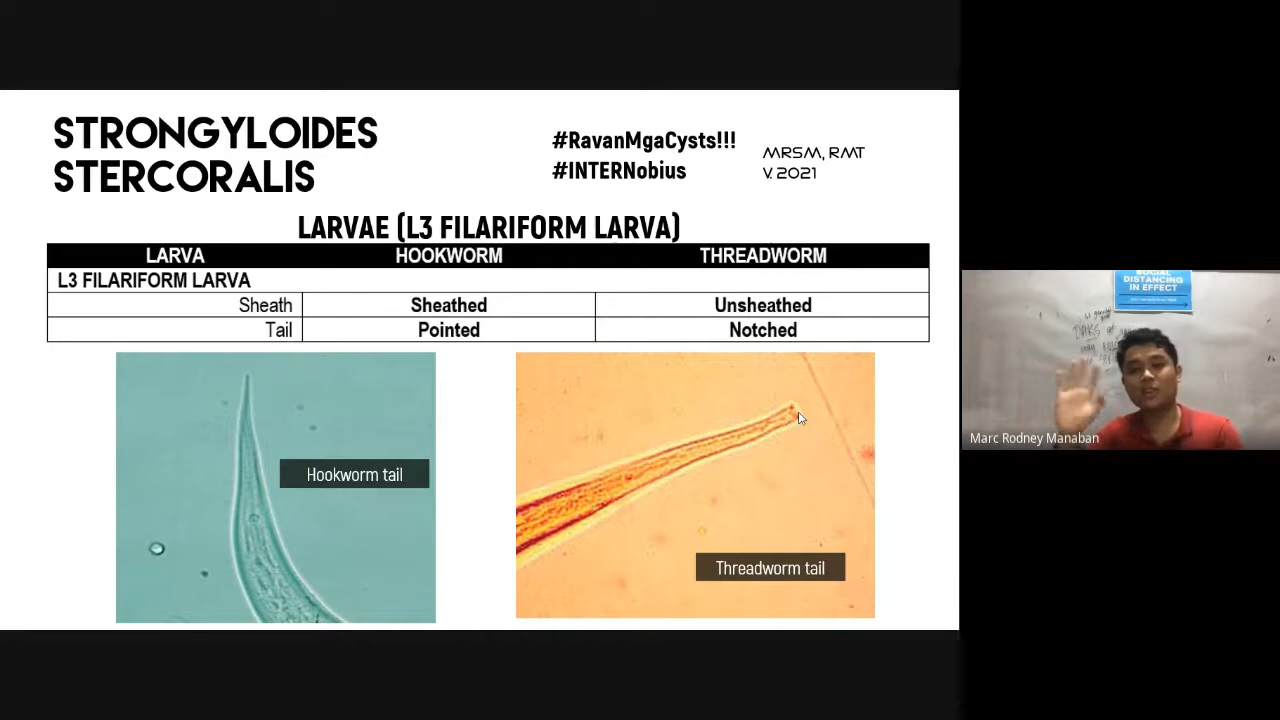 STRONGYLOIDES
STERCORALIS
#RavanMgaCysts!!!
#INTERNobius
MRSM, RMT
V. 2021
LARVAE (L3 FILARIFORM LARVA)
LARVA HOOKWORM THREADWORM
L3 FILARIFORM LARVA
Sheath Sheathed Unsheathed
Tail Pointed Notched
Hookworm tail
Threadworm tail
SOCIAL
DISTANCING
IN EFFECT
Marc Rodney Manaban